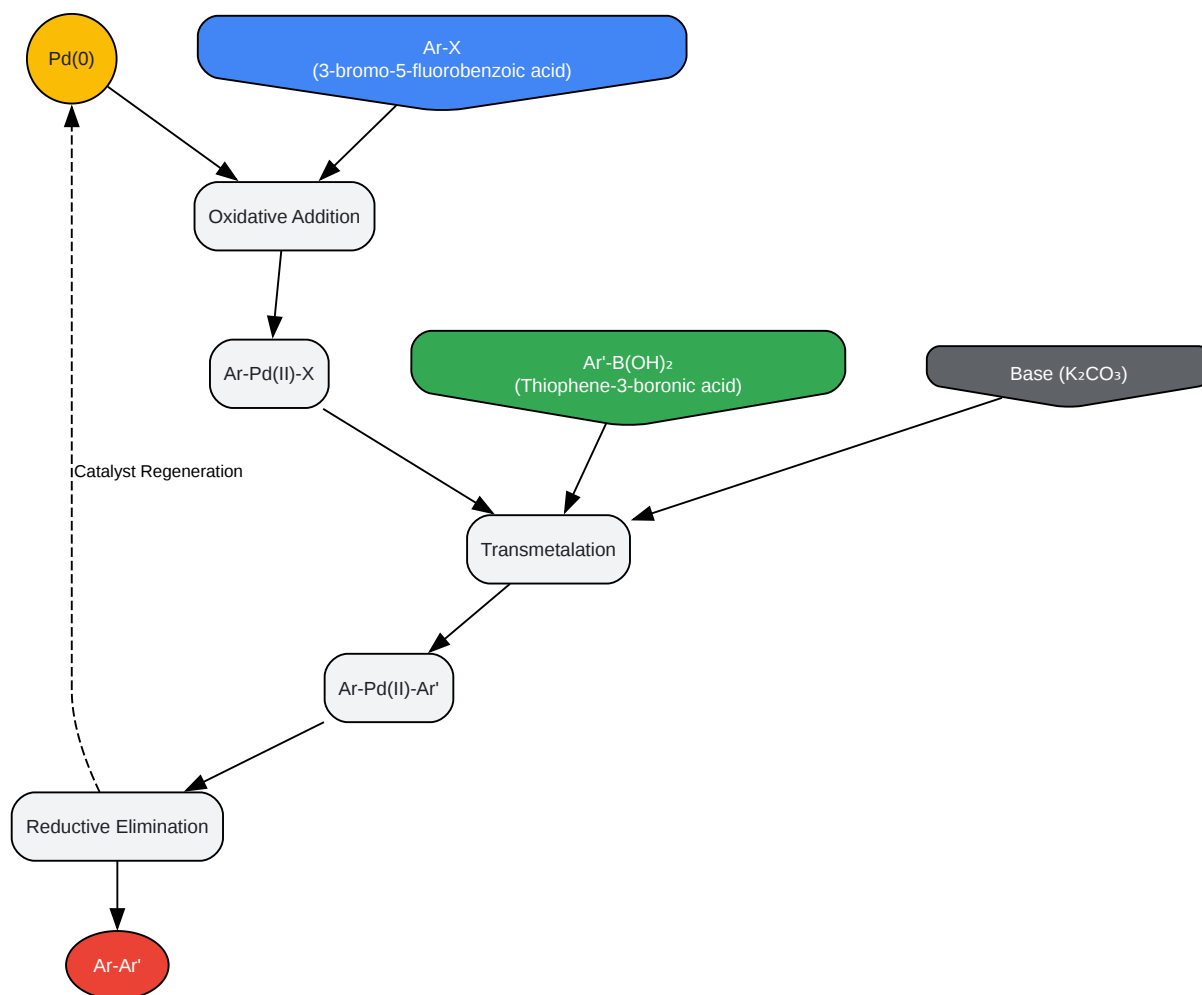 Pd(0)
Ar-X
(3-bromo-5-fluorobenzoic acid)
Oxidative Addition
Ar-Pd(II)-X
Ar'-B(OH)₂
(Thiophene-3-boronic acid)
Base (K₂CO₃)
Catalyst Regeneration
Transmetalation
Ar-Pd(II)-Ar'
Reductive Elimination
Ar-Ar'